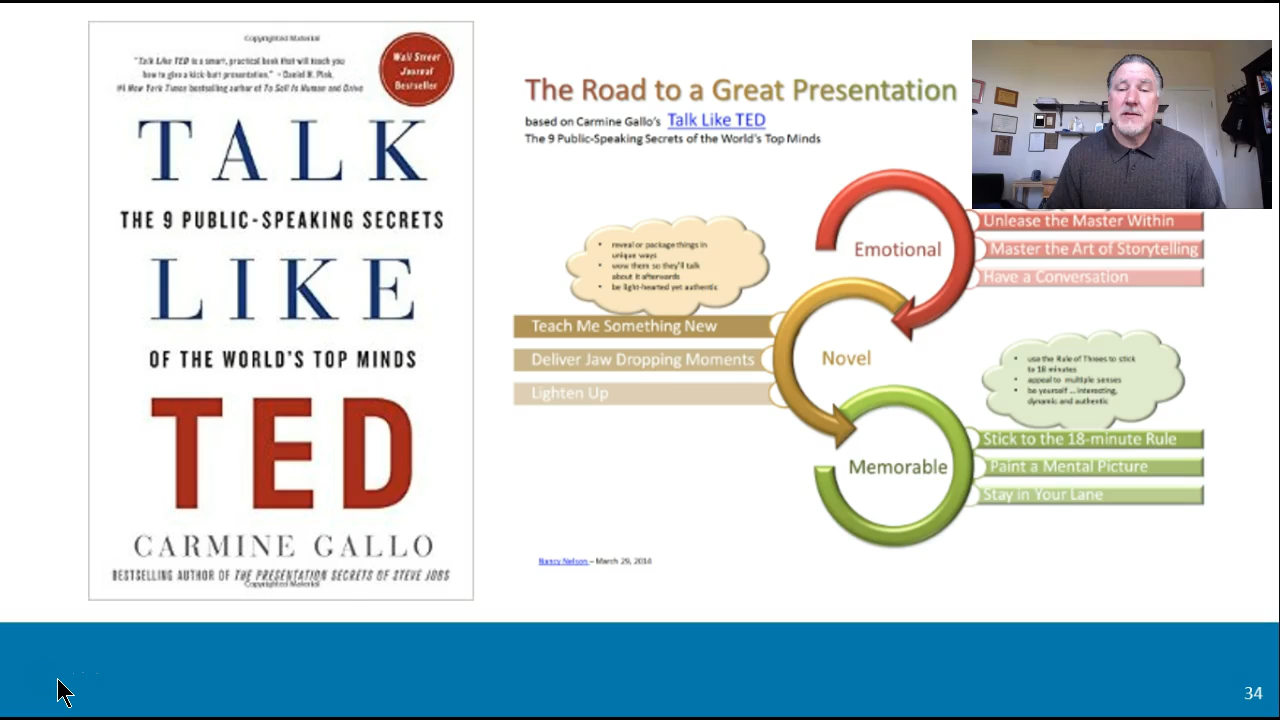 Copyrighted Material
"Talk Like TED is a smart, practical book that will teach you
how to give a kick-butt presentation." – Daniel H. Pink,
#1 New York Times bestselling author of To Sell Is Human and Drive
Wall Street
Journal
Bestseller
TALK
THE 9 PUBLIC-SPEAKING SECRETS
LIKE
OF THE WORLD'S TOP MINDS
TED
CARMINE GALLO
BESTSELLING AUTHOR OF THE PRESENTATION SECRETS OF STEVE JOBS
Copyrighted Material
The Road to a Great Presentation
based on Carmine Gallo's Talk Like TED
The 9 Public-Speaking Secrets of the World's Top Minds
Emotional
Unlease the Master Within
Master the Art of Storytelling
Have a Conversation
• reveal or package things in
unique ways
• wow them so they'll talk
about it afterwards
• be light-hearted yet authentic
Teach Me Something New
Deliver Jaw Dropping Moments
Lighten Up
Novel
• use the Rule of Threes to stick
to 18 minutes
• appeal to multiple senses
• be yourself ... interesting,
dynamic and authentic
Memorable
Stick to the 18-minute Rule
Paint a Mental Picture
Stay in Your Lane
Nancy Nelson – March 29, 2014
34